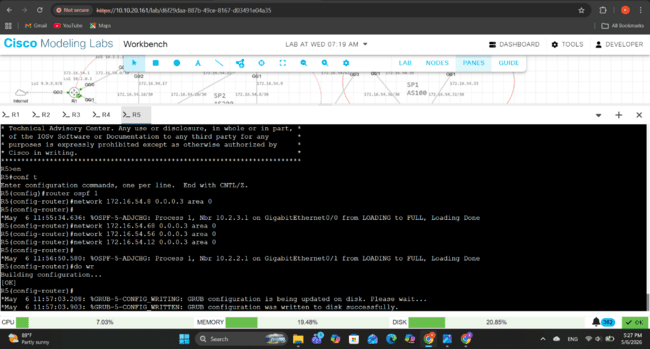 Not secure https://10.10.20.161/lab/d6f29daa-887b-49ce-8167-d03491e04a35
Gmail YouTube Maps All Bookmarks
Cisco Modeling Labs Workbench LAB AT WED 07:19 AM DASHBOARD TOOLS DEVELOPER
LAB NODES PANELS GUIDE
SP2
SP1
AS100
Internet R1
R1 R2 R3 R4 R5
* Technical Advisory Center. Any use or disclosure, in whole or in part, *
* of the IOSv Software or Documentation to any third party for any *
* purposes is expressly prohibited except as otherwise authorized by *
* Cisco in writing. *
**************************************************************************
R5>en
R5#conf t
Enter configuration commands, one per line. End with CNTL/Z.
R5(config)#router ospf 1
R5(config-router)#network 172.16.54.8 0.0.0.3 area 0
R5(config-router)#
*May 6 11:55:34.636: %OSPF-5-ADJCHG: Process 1, Nbr 10.2.3.1 on GigabitEthernet0/0 from LOADING to FULL, Loading Done
R5(config-router)#network 172.16.54.60 0.0.0.3 area 0
R5(config-router)#network 172.16.54.56 0.0.0.3 area 0
R5(config-router)#network 172.16.54.12 0.0.0.3 area 0
R5(config-router)#
*May 6 11:56:50.580: %OSPF-5-ADJCHG: Process 1, Nbr 10.2.2.1 on GigabitEthernet0/1 from LOADING to FULL, Loading Done
R5(config-router)#do wr
Building configuration...
[OK]
*May 6 11:57:03.208: %GRUB-5-CONFIG_WRITING: GRUB configuration is being updated on disk. Please wait...
*May 6 11:57:03.903: %GRUB-5-CONFIG_WRITTEN: GRUB configuration was written to disk successfully.
CPU 7.03% MEMORY 19.48% DISK 20.85%
88°F
Partly sunny
Search
ENG
5:27 PM
5/6/2026